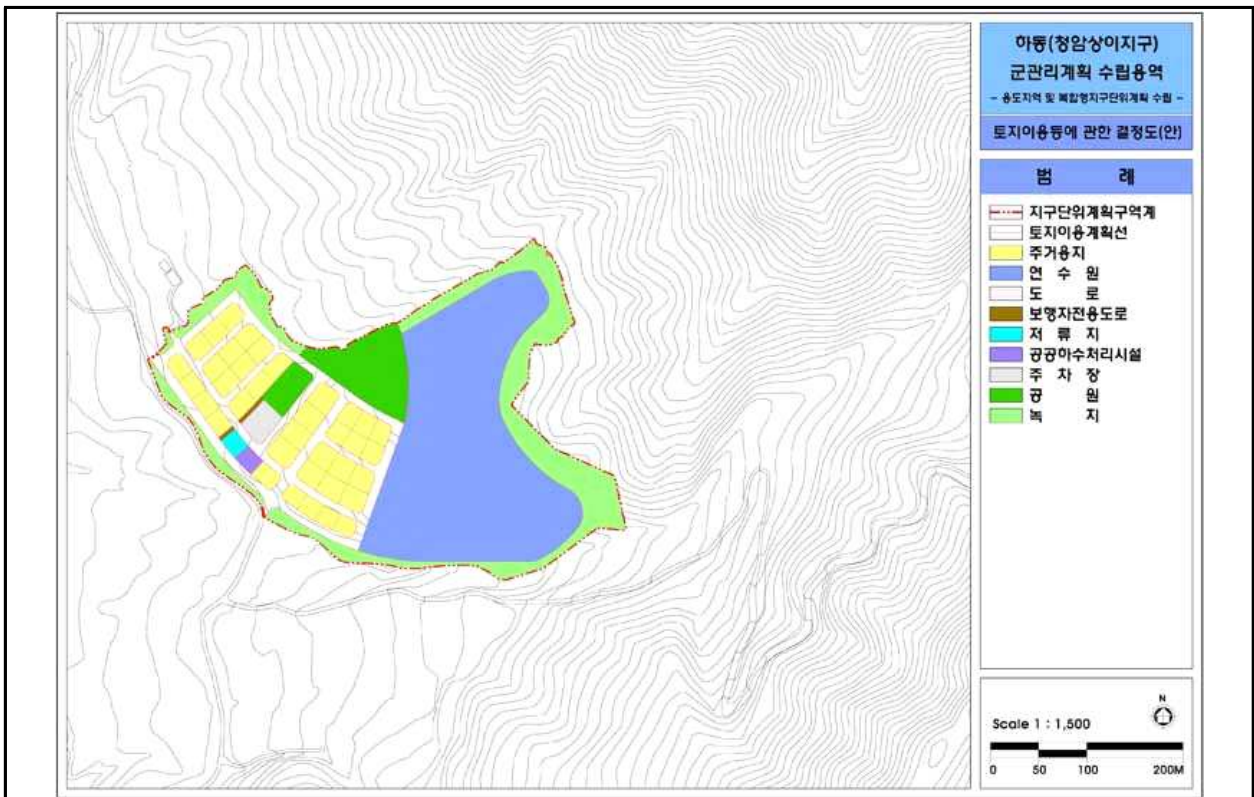 하동(청암상이지구)
군관리계획 수립용역
- 용도지역 및 복합형지구단위계획 수립 -
토지이용등에 관한 결정도(안)
범 례
지구단위계획구역계
토지이용계획선
주거용지
연 수 원
도 로
보행자전용도로
저 류 지
공공하수처리시설
주 차 장
공 원
녹 지
N
Scale 1 : 1,500
0 50 100 200M